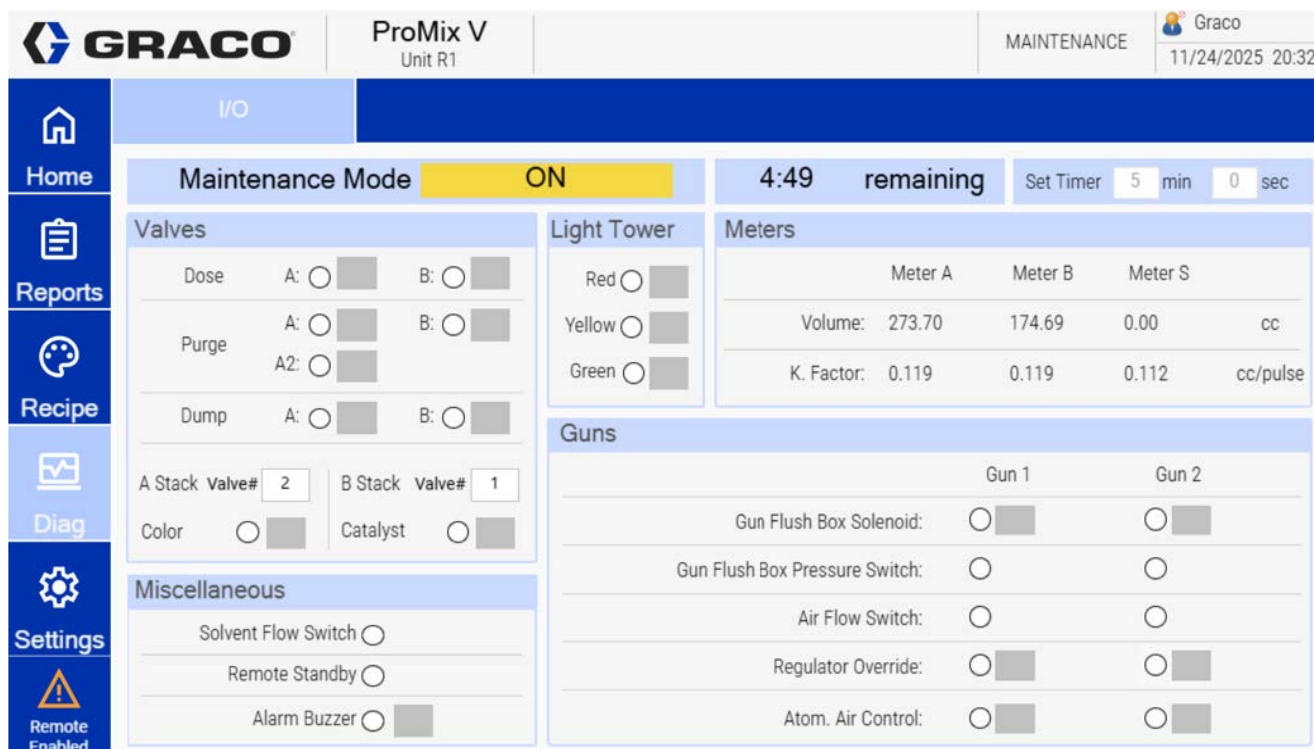 GRACO
ProMix V
Unit R1
MAINTENANCE
Graco
11/24/2025 20:32
Home
Reports
Recipe
Diag
Settings
Remote
Enabled
I/O
Maintenance Mode ON
4:49 remaining
Set Timer 5 min 0 sec
Valves
Dose A: B:
Purge A: B:
A2:
Dump A: B:
A Stack Valve# 2 B Stack Valve# 1
Color Catalyst
Miscellaneous
Solvent Flow Switch
Remote Standby
Alarm Buzzer
Light Tower
Red
Yellow
Green
Meters
Meter A Meter B Meter S
Volume: 273.70 174.69 0.00 cc
K. Factor: 0.119 0.119 0.112 cc/pulse
Guns
Gun 1 Gun 2
Gun Flush Box Solenoid:
Gun Flush Box Pressure Switch:
Air Flow Switch:
Regulator Override:
Atom. Air Control: